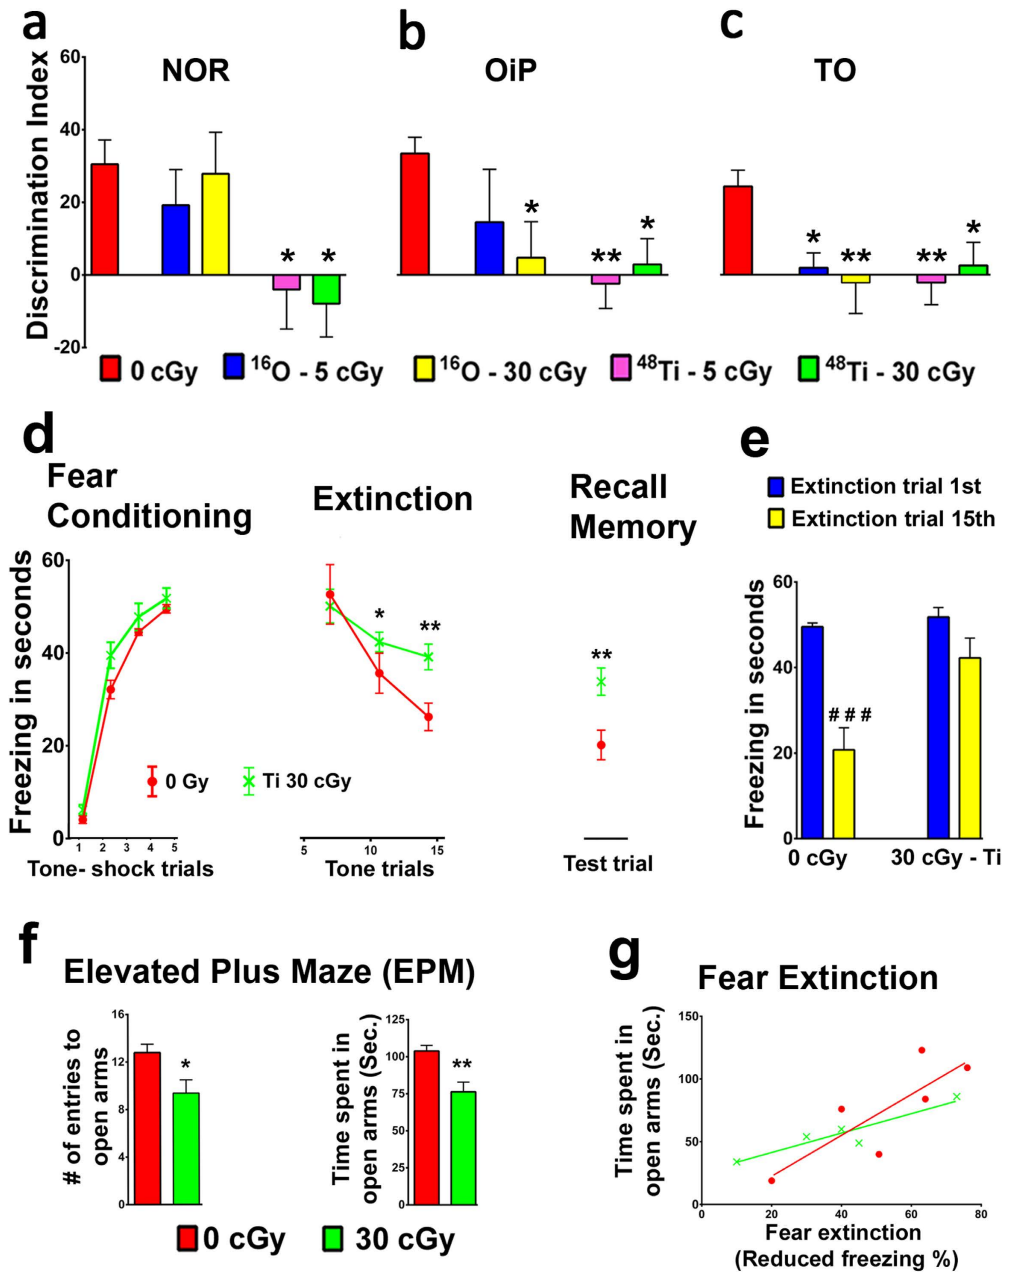 a
b
c
NOR
OiP
TO
Discrimination Index
60
40
20
0
-20
* *
* ** *
* ** ** *
0 cGy
¹⁶O - 5 cGy
¹⁶O - 30 cGy
⁴⁸Ti - 5 cGy
⁴⁸Ti - 30 cGy
d
Fear
Conditioning
Extinction
Recall
Memory
Freezing in seconds
60
40
20
0
* **
**
0 Gy
Ti 30 cGy
1 2 3 4 5
Tone- shock trials
5 10 15
Tone trials
Test trial
e
Extinction trial 1st
Extinction trial 15th
Freezing in seconds
60
40
20
0
# # #
0 cGy
30 cGy - Ti
f
Elevated Plus Maze (EPM)
# of entries to
open arms
16
12
8
4
0
*
Time spent in
open arms (Sec.)
125
100
75
50
25
0
**
0 cGy
30 cGy
g
Fear Extinction
Time spent in
open arms (Sec.)
150
100
50
0
0 20 40 60 80
Fear extinction
(Reduced freezing %)